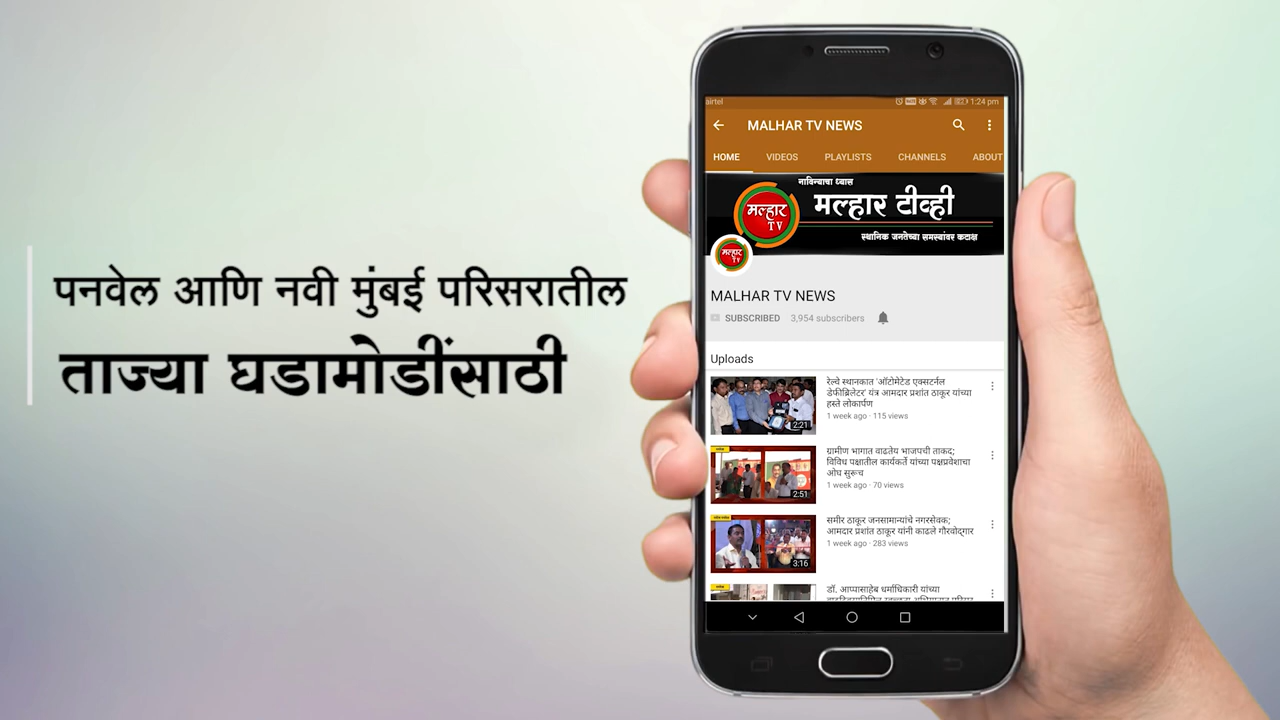 पनवेल आणि नवी मुंबई परिसरातील
ताज्या घडामोडींसाठी
airtel
1:24 pm
MALHAR TV NEWS
HOME VIDEOS PLAYLISTS CHANNELS ABOUT
नाविन्याचा ध्यास
मल्हार टीव्ही
स्थानिक जनतेच्या समस्यांवर कटाक्ष
मल्हार
TV
मल्हार
TV
MALHAR TV NEWS
SUBSCRIBED 3,954 subscribers
Uploads
रेल्वे स्थानकात 'ऑटोमेटेड एक्सटर्नल
डेफीब्रिलेटर' यंत्र आमदार प्रशांत ठाकूर यांच्या
हस्ते लोकार्पण
1 week ago · 115 views
2:21
ग्रामीण भागात वाढतेय भाजपची ताकद;
विविध पक्षातील कार्यकर्ते यांच्या पक्षप्रवेशाचा
ओघ सुरूच
1 week ago · 70 views
2:51
समीर ठाकूर जनसामान्यांचे नगरसेवक;
आमदार प्रशांत ठाकूर यांनी काढले गौरवोद्गार
1 week ago · 283 views
3:16
डॉ. आप्पासाहेब धर्माधिकारी यांच्या